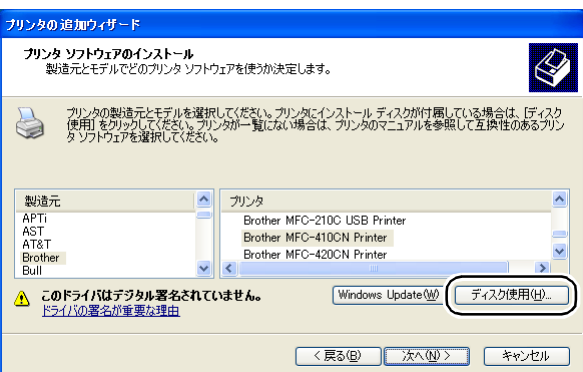 プリンタの追加ウィザード
プリンタ ソフトウェアのインストール
製造元とモデルでどのプリンタ ソフトウェアを使うか決定します。
プリンタの製造元とモデルを選択してください。プリンタにインストール ディスクが付属している場合は、[ディスク
使用] をクリックしてください。プリンタが一覧にない場合は、プリンタのマニュアルを参照して互換性のあるプリン
タ ソフトウェアを選択してください。
製造元
APTi
AST
AT&T
Brother
Bull
プリンタ
Brother MFC-210C USB Printer
Brother MFC-410CN Printer
Brother MFC-420CN Printer
このドライバはデジタル署名されていません。
ドライバの署名が重要な理由
Windows Update(W)
ディスク使用(H)...
< 戻る(B)
次へ(N) >
キャンセル